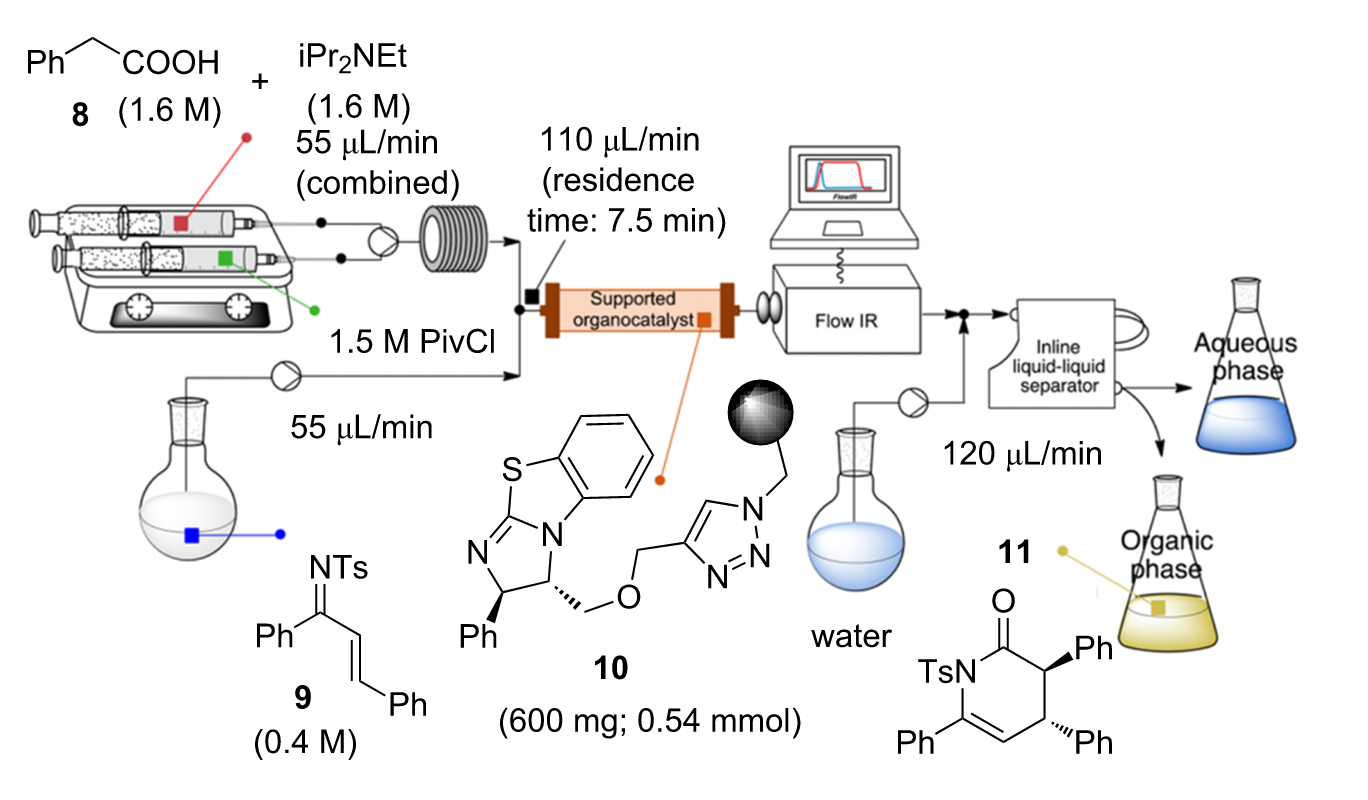 Ph
COOH
8 (1.6 M)
+
iPr2NEt
(1.6 M)
55 μL/min
(combined)
110 μL/min
(residence
time: 7.5 min)
FlowIR
1.5 M PivCl
Supported
organocatalyst
Flow IR
Inline
liquid-liquid
separator
Aqueous
phase
55 μL/min
120 μL/min
S
N
N
N
N
N
O
Ph
10
(600 mg; 0.54 mmol)
NTs
Ph
Ph
9
(0.4 M)
water
11
Organic
phase
O
TsN
Ph
Ph
Ph